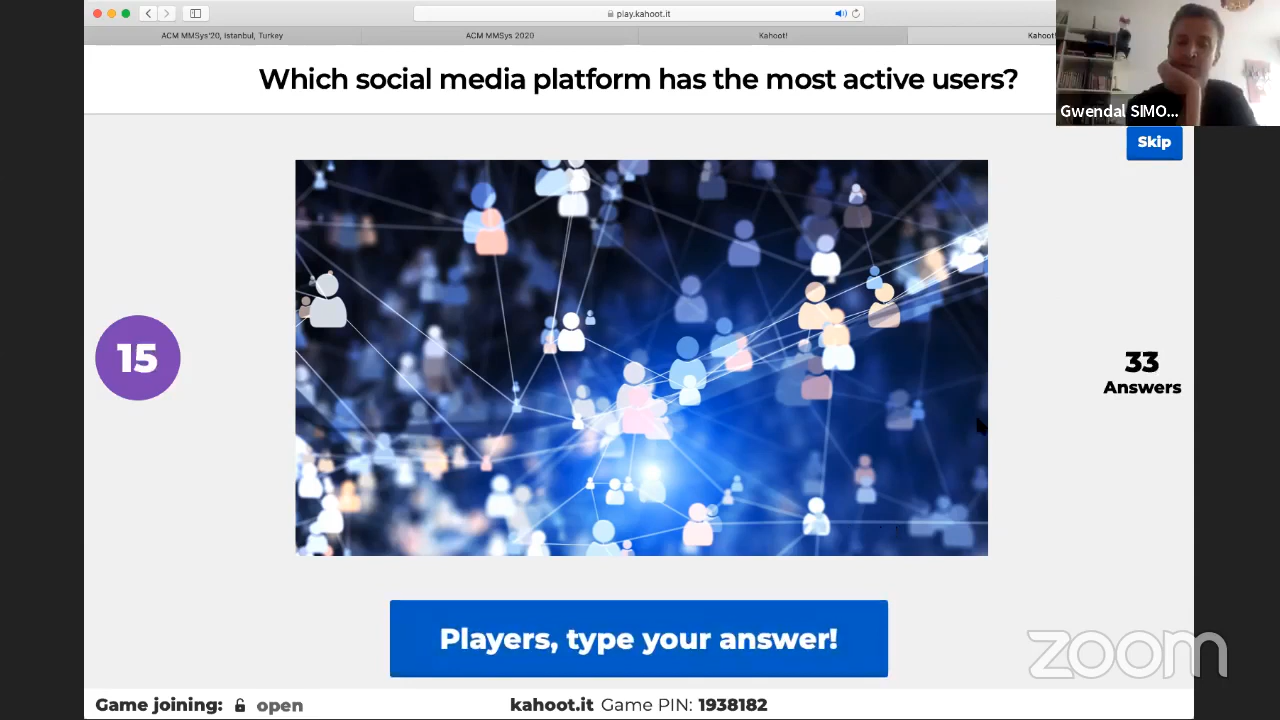 play.kahoot.it
ACM MMSys'20, Istanbul, Turkey
ACM MMSys 2020
Kahoot!
Kahoot!
Which social media platform has the most active users?
Gwendal SIMO...
Skip
15
33
Answers
Players, type your answer!
zoom
Game joining: open
kahoot.it Game PIN: 1938182